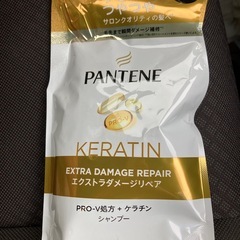 サロンクオリティの髪へ
PANTENE
PRO-V
KERATIN
EXTRA DAMAGE REPAIR
エクストラダメージリペア
PRO-V処方 + ケラチン
シャンプー